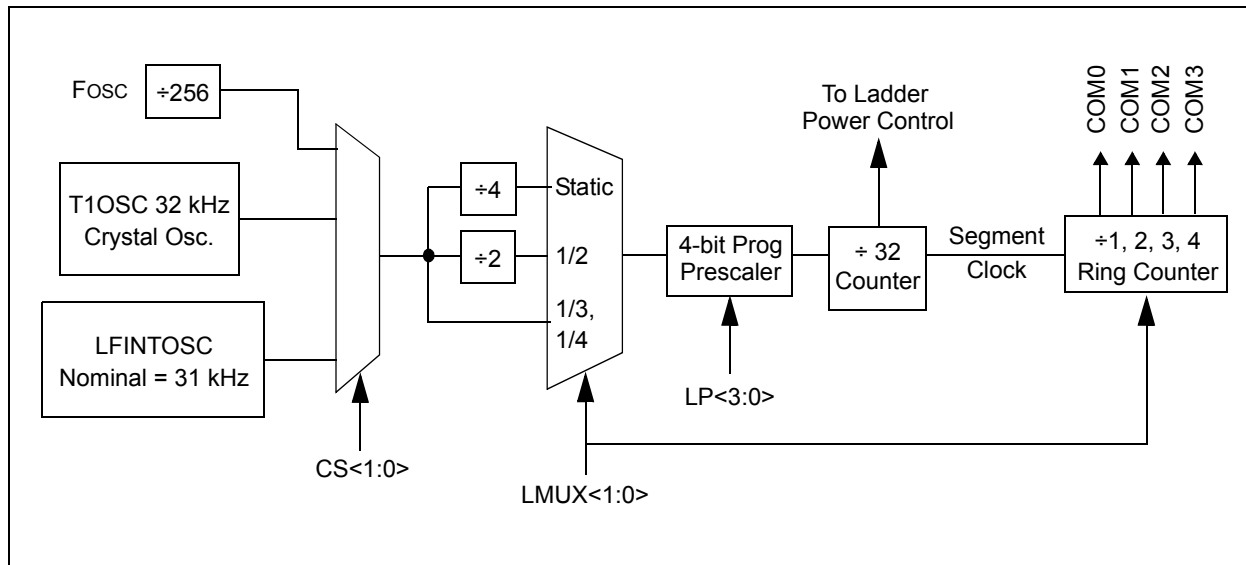 FOSC
÷256
T1OSC 32 kHz
Crystal Osc.
LFINTOSC
Nominal = 31 kHz
CS<1:0>
÷4
÷2
Static
1/2
1/3,
1/4
LMUX<1:0>
4-bit Prog
Prescaler
LP<3:0>
To Ladder
Power Control
÷ 32
Counter
Segment
Clock
COM0
COM1
COM2
COM3
÷1, 2, 3, 4
Ring Counter